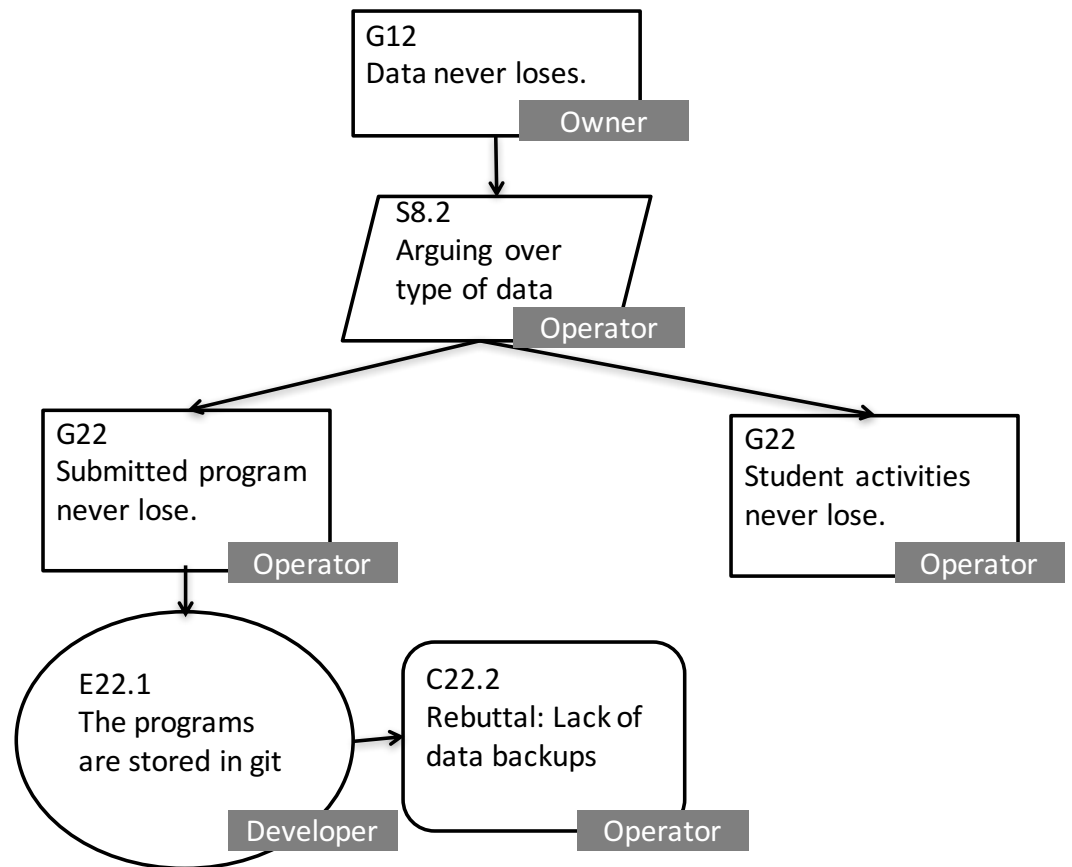 G12
Data never loses.
Owner
S8.2
Arguing over
type of data
Operator
G22
Submitted program
never lose.
Operator
G22
Student activities
never lose.
Operator
E22.1
The programs
are stored in git
Developer
C22.2
Rebuttal: Lack of
data backups
Operator